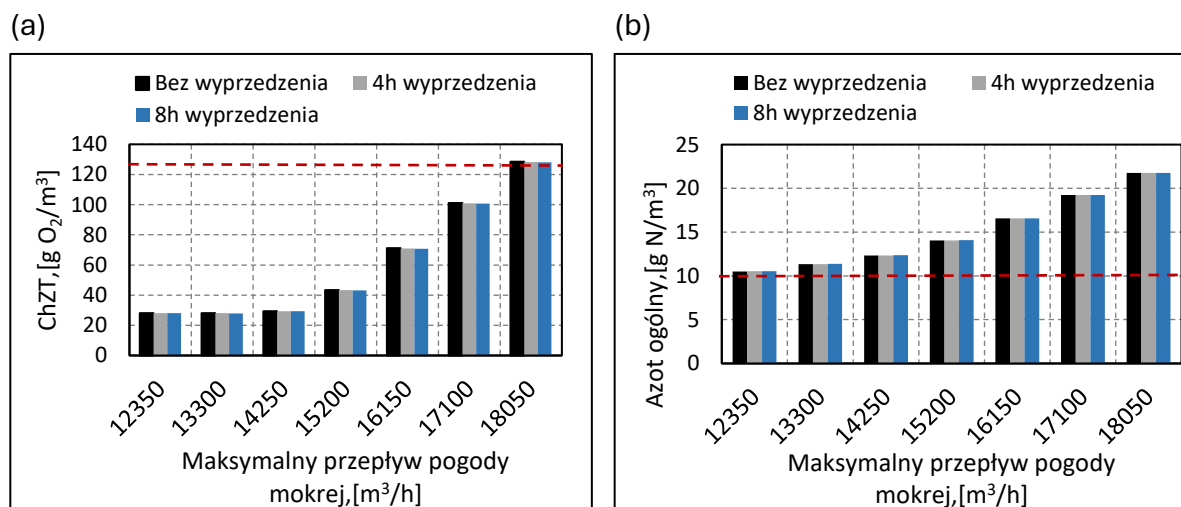 (a)
Bez wyprzedzenia 4h wyprzedzenia
8h wyprzedzenia
140
120
100
80
60
40
20
0
ChZT,[g O₂/m³]
12350 13300 14250 15200 16150 17100 18050
Maksymalny przepływ pogody
mokrej,[m³/h]
(b)
Bez wyprzedzenia 4h wyprzedzenia
8h wyprzedzenia
25
20
15
10
5
0
Azot ogólny,[g N/m³]
12350 13300 14250 15200 16150 17100 18050
Maksymalny przepływ pogody
mokrej,[m³/h]